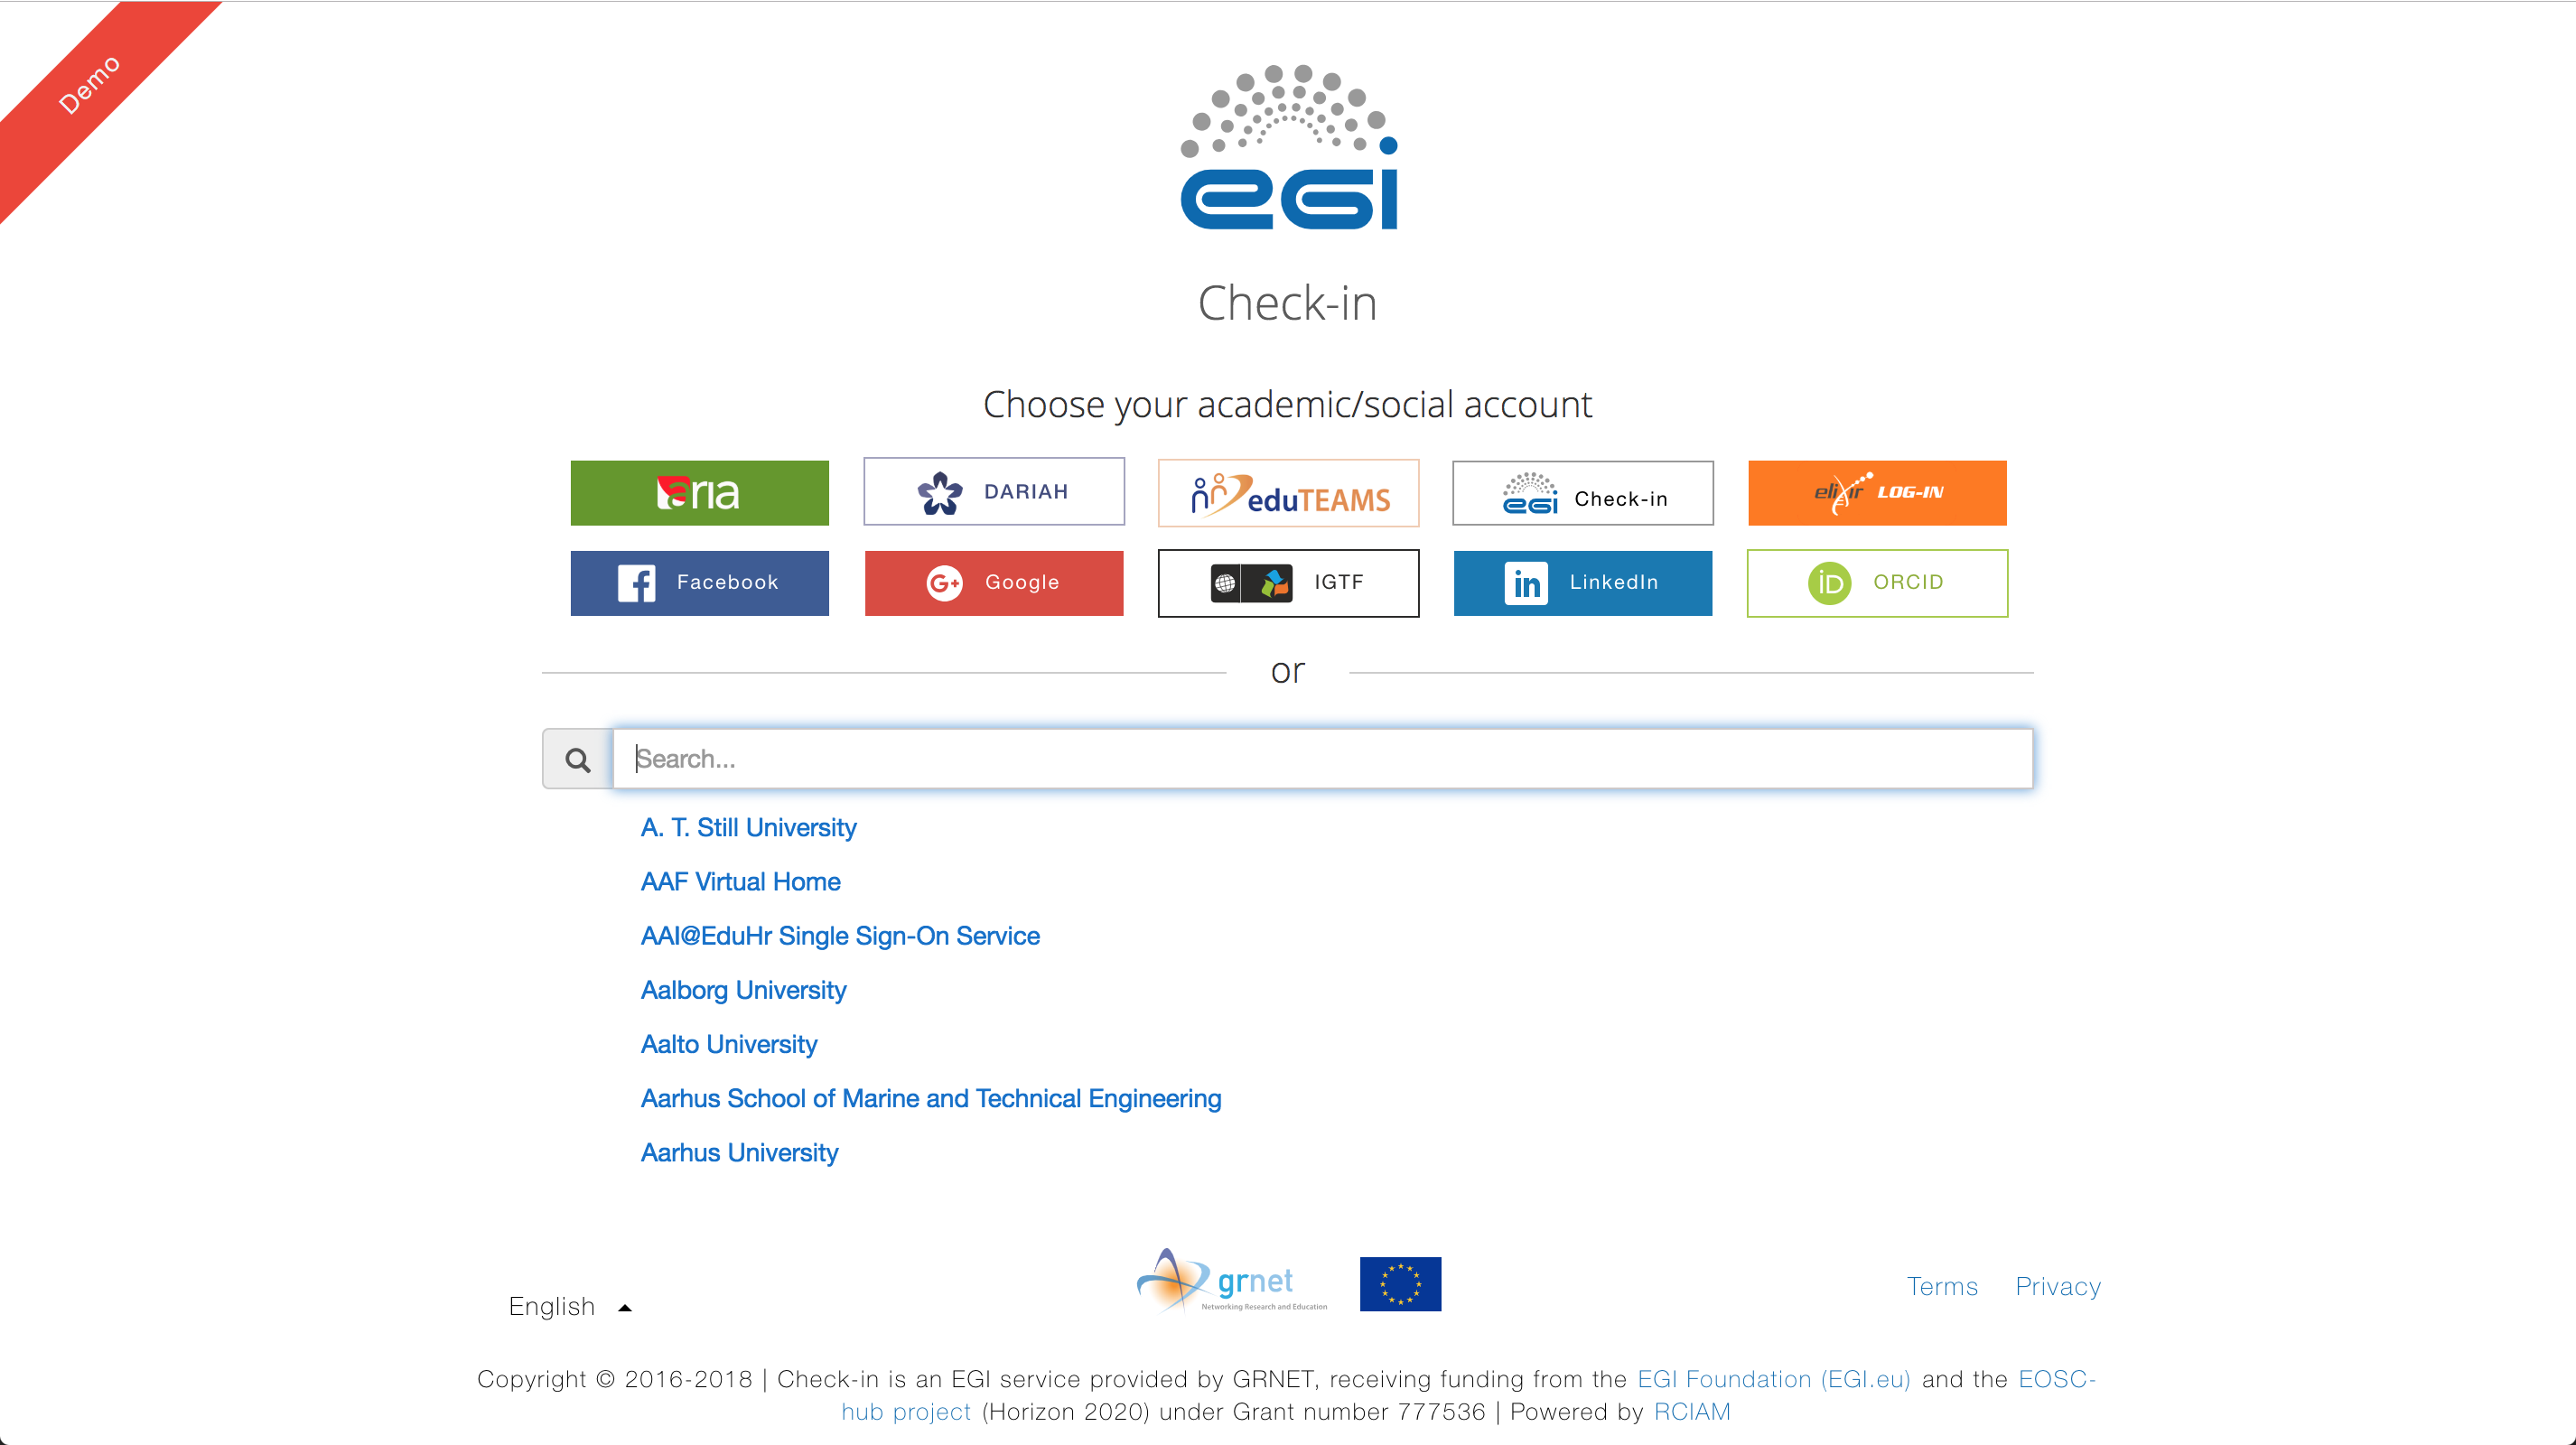 Demo
egi
Check-in
Choose your academic/social account
aria
DARIAH
eduTEAMS
egi Check-in
elixir LOG-IN
Facebook
G+ Google
IGTF
in LinkedIn
iD ORCID
or
Search...
A. T. Still University
AAF Virtual Home
AAI@EduHr Single Sign-On Service
Aalborg University
Aalto University
Aarhus School of Marine and Technical Engineering
Aarhus University
English
grnet
Networking Research and Education
Terms Privacy
Copyright © 2016-2018 | Check-in is an EGI service provided by GRNET, receiving funding from the EGI Foundation (EGI.eu) and the EOSC-
hub project (Horizon 2020) under Grant number 777536 | Powered by RCIAM